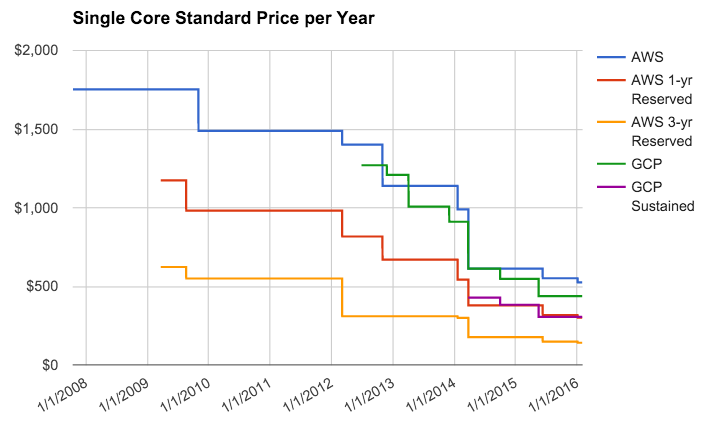 Single Core Standard Price per Year
$2,000
$1,500
$1,000
$500
$0
1/1/2008
1/1/2009
1/1/2010
1/1/2011
1/1/2012
1/1/2013
1/1/2014
1/1/2015
1/1/2016
AWS
AWS 1-yr
Reserved
AWS 3-yr
Reserved
GCP
GCP
Sustained